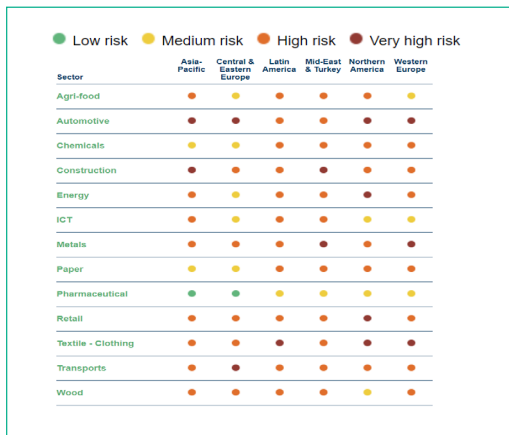 Low risk Medium risk High risk Very high risk
Sector Asia-Pacific Central & Eastern Europe Latin America Mid-East & Turkey Northern America Western Europe
Agri-food
Automotive
Chemicals
Construction
Energy
ICT
Metals
Paper
Pharmaceutical
Retail
Textile - Clothing
Transports
Wood